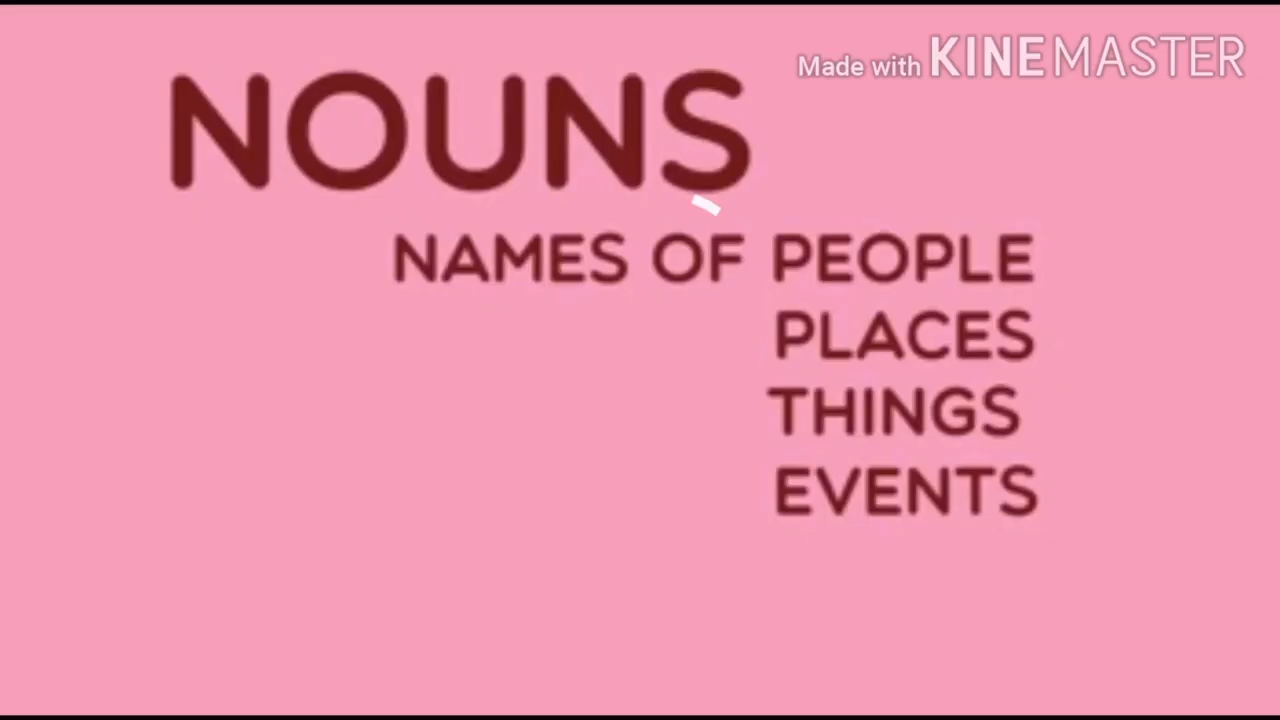 Made with KINEMASTER
NOUNS
NAMES OF PEOPLE
PLACES
THINGS
EVENTS